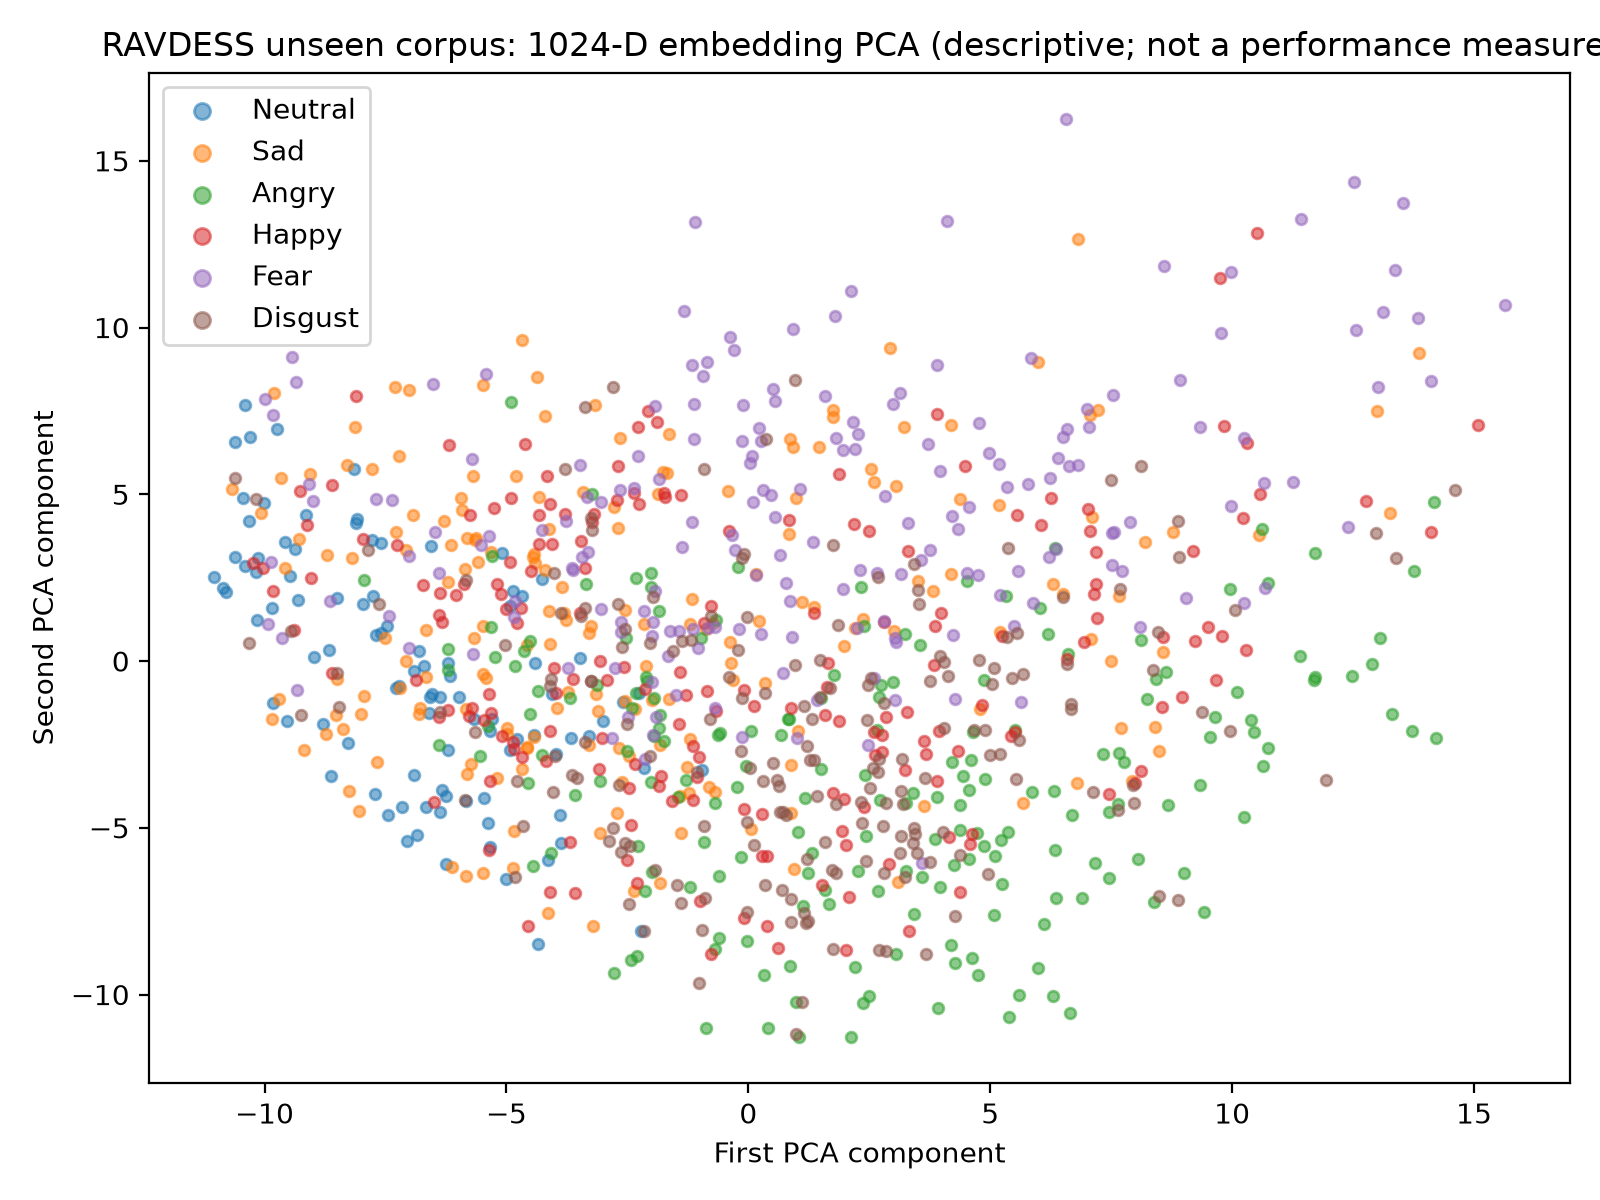 RAVDESS unseen corpus: 1024-D embedding PCA (descriptive; not a performance measure
Neutral
Sad
Angry
Happy
Fear
Disgust
15
10
5
0
−5
−10
Second PCA component
−10
−5
0
5
10
15
First PCA component